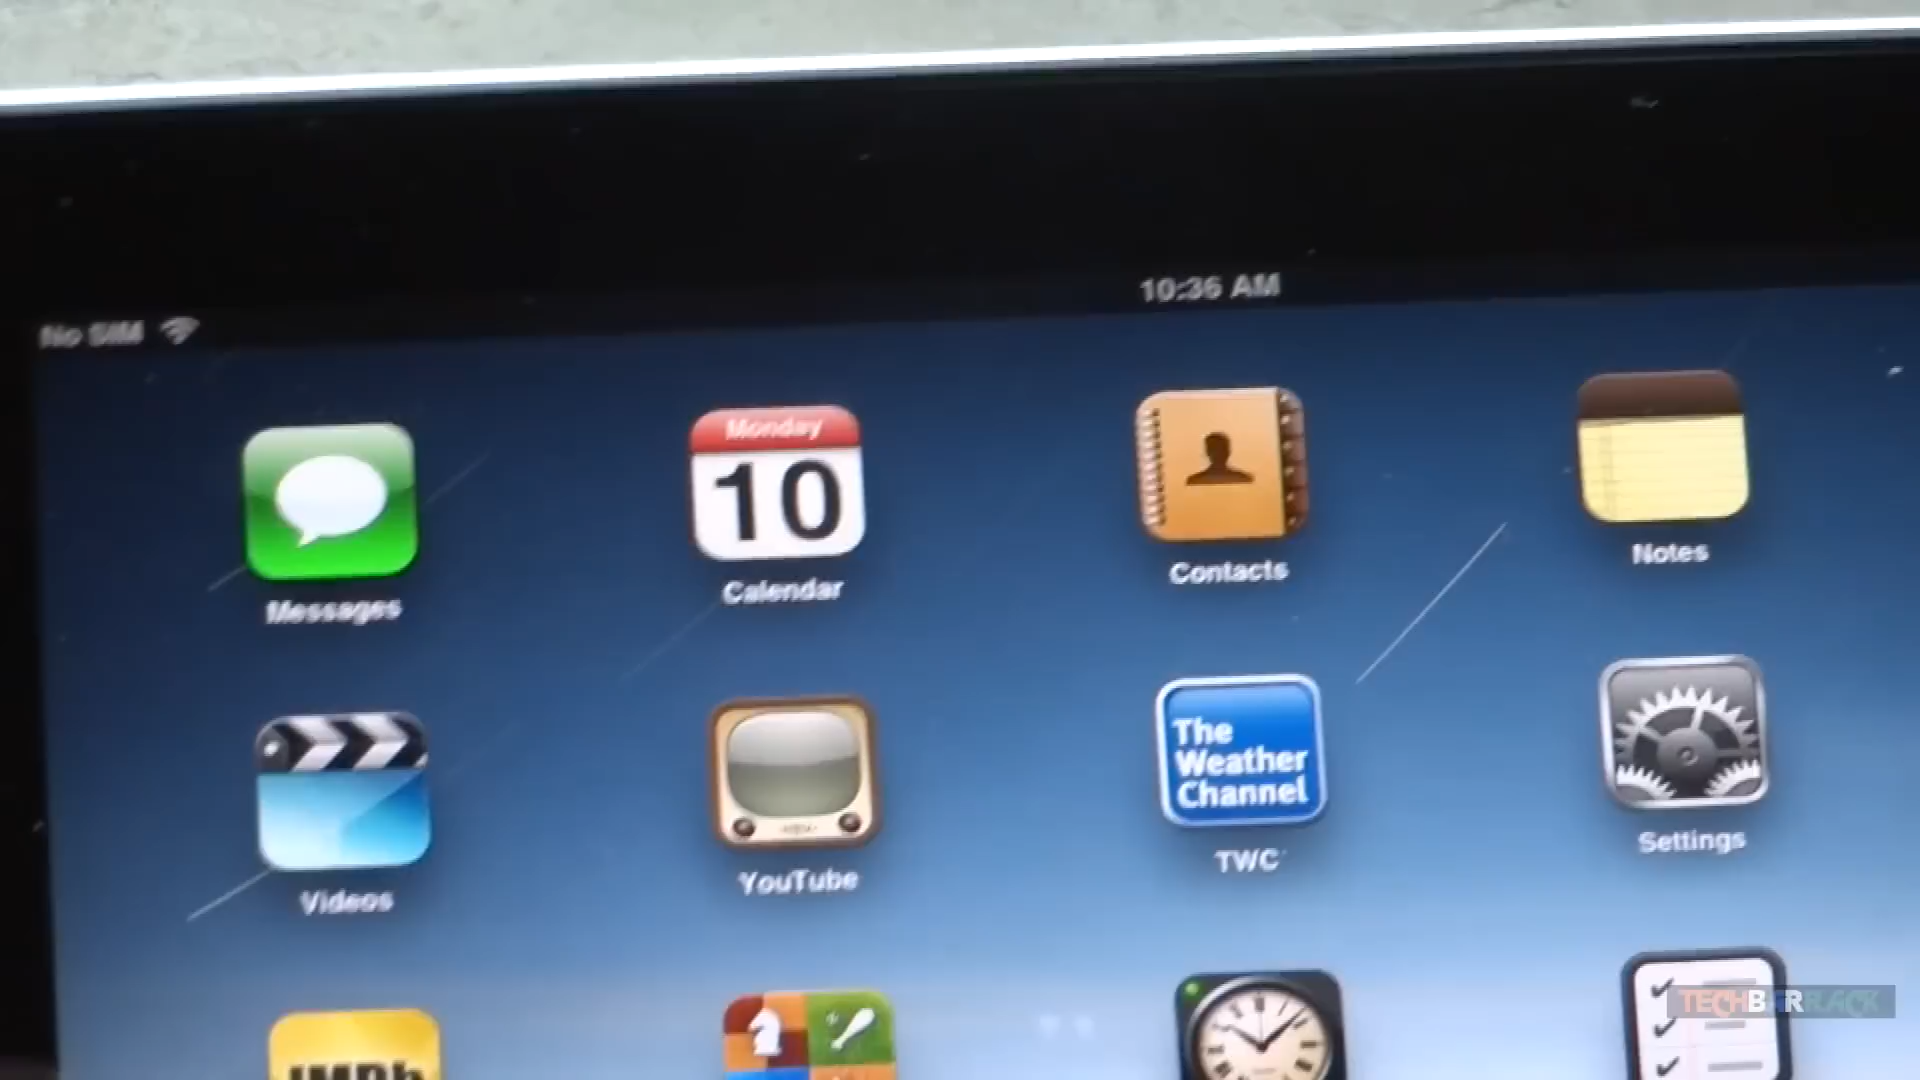 No SIM
10:36 AM
Monday
10
Messages
Calendar
Contacts
Notes
The
Weather
Channel
Videos
YouTube
TWC
Settings
IMDb
TECHBARRACK